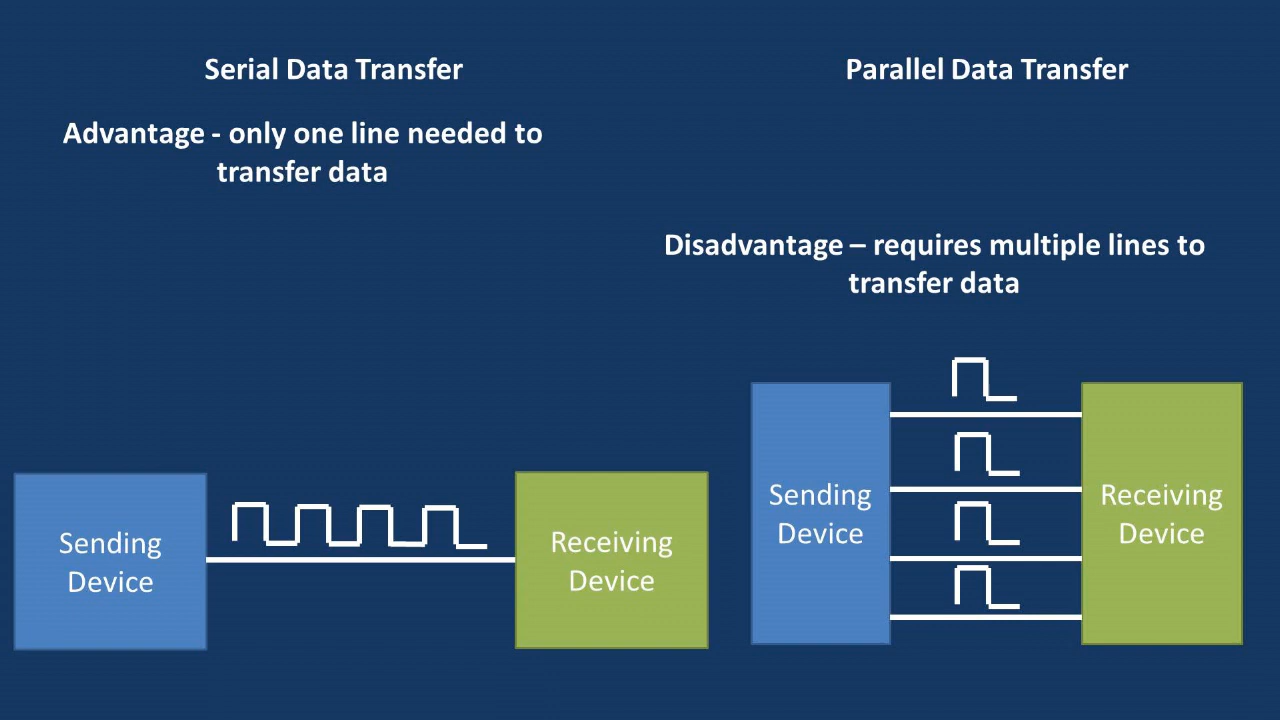 Serial Data Transfer
Advantage - only one line needed to
transfer data
Sending
Device
Receiving
Device
Parallel Data Transfer
Disadvantage – requires multiple lines to
transfer data
Sending
Device
Receiving
Device